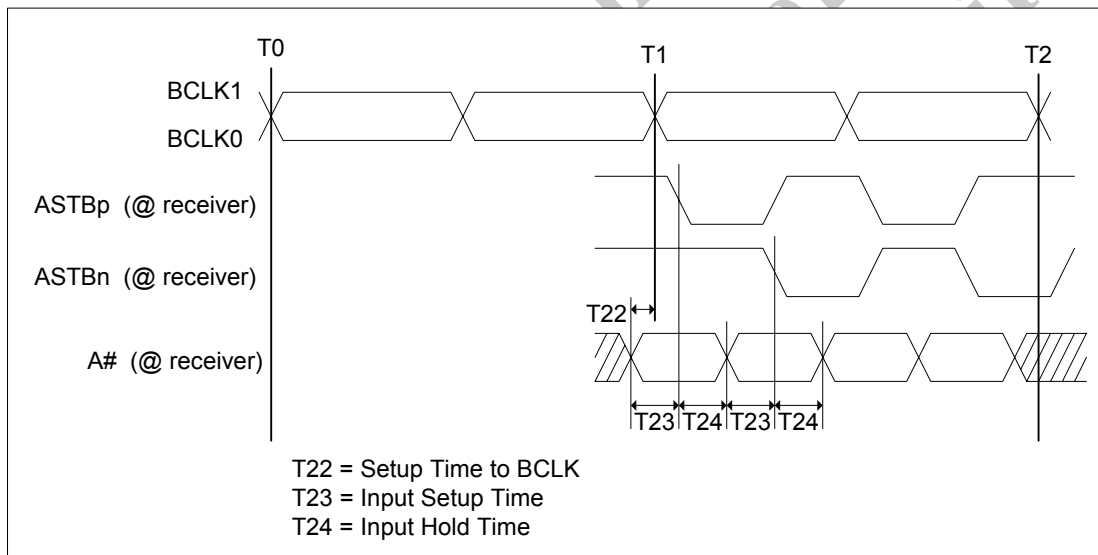 T0 T1 T2
BCLK1
BCLK0
ASTBp (@ receiver)
ASTBn (@ receiver)
T22
A# (@ receiver)
T23 T24 T23 T24
T22 = Setup Time to BCLK
T23 = Input Setup Time
T24 = Input Hold Time